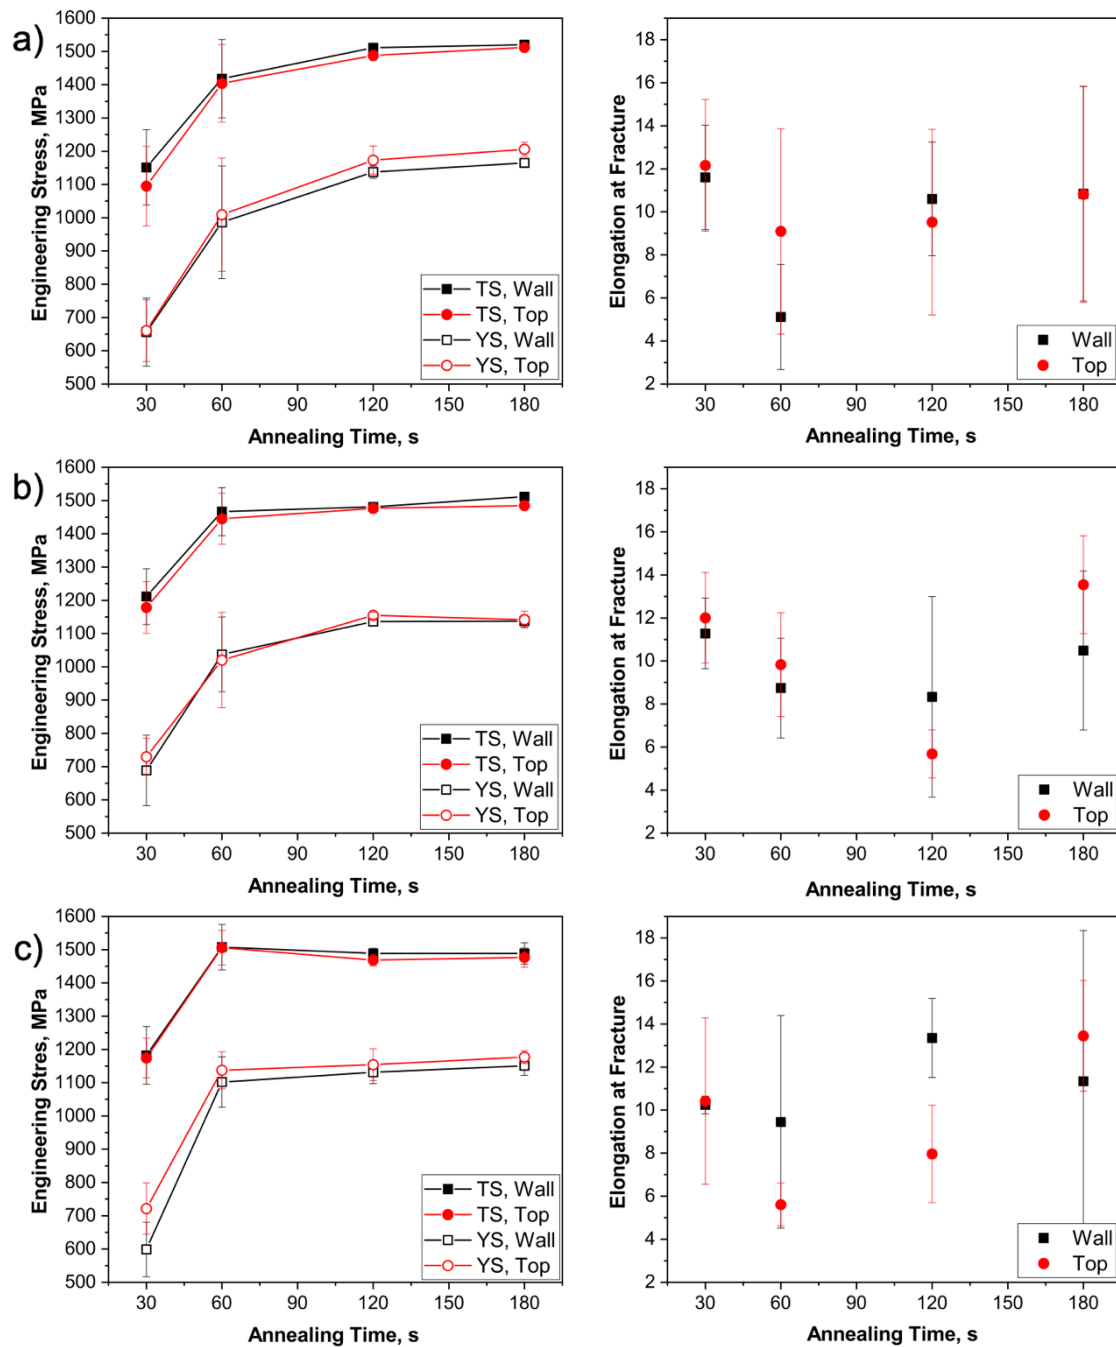 a)
Engineering Stress, MPa
1600
1500
1400
1300
1200
1100
1000
900
800
700
600
500
TS, Wall
TS, Top
YS, Wall
YS, Top
30 60 90 120 150 180
Annealing Time, s
Elongation at Fracture
18
16
14
12
10
8
6
4
2
Wall
Top
30 60 90 120 150 180
Annealing Time, s
b)
Engineering Stress, MPa
1600
1500
1400
1300
1200
1100
1000
900
800
700
600
500
TS, Wall
TS, Top
YS, Wall
YS, Top
30 60 90 120 150 180
Annealing Time, s
Elongation at Fracture
18
16
14
12
10
8
6
4
2
Wall
Top
30 60 90 120 150 180
Annealing Time, s
c)
Engineering Stres, MPa
1600
1500
1400
1300
1200
1100
1000
900
800
700
600
500
TS, Wall
TS, Top
YS, Wall
YS, Top
30 60 90 120 150 180
Annealing Time, s
Elongation at Fracture
18
16
14
12
10
8
6
4
2
Wall
Top
30 60 90 120 150 180
Annealing Time, s